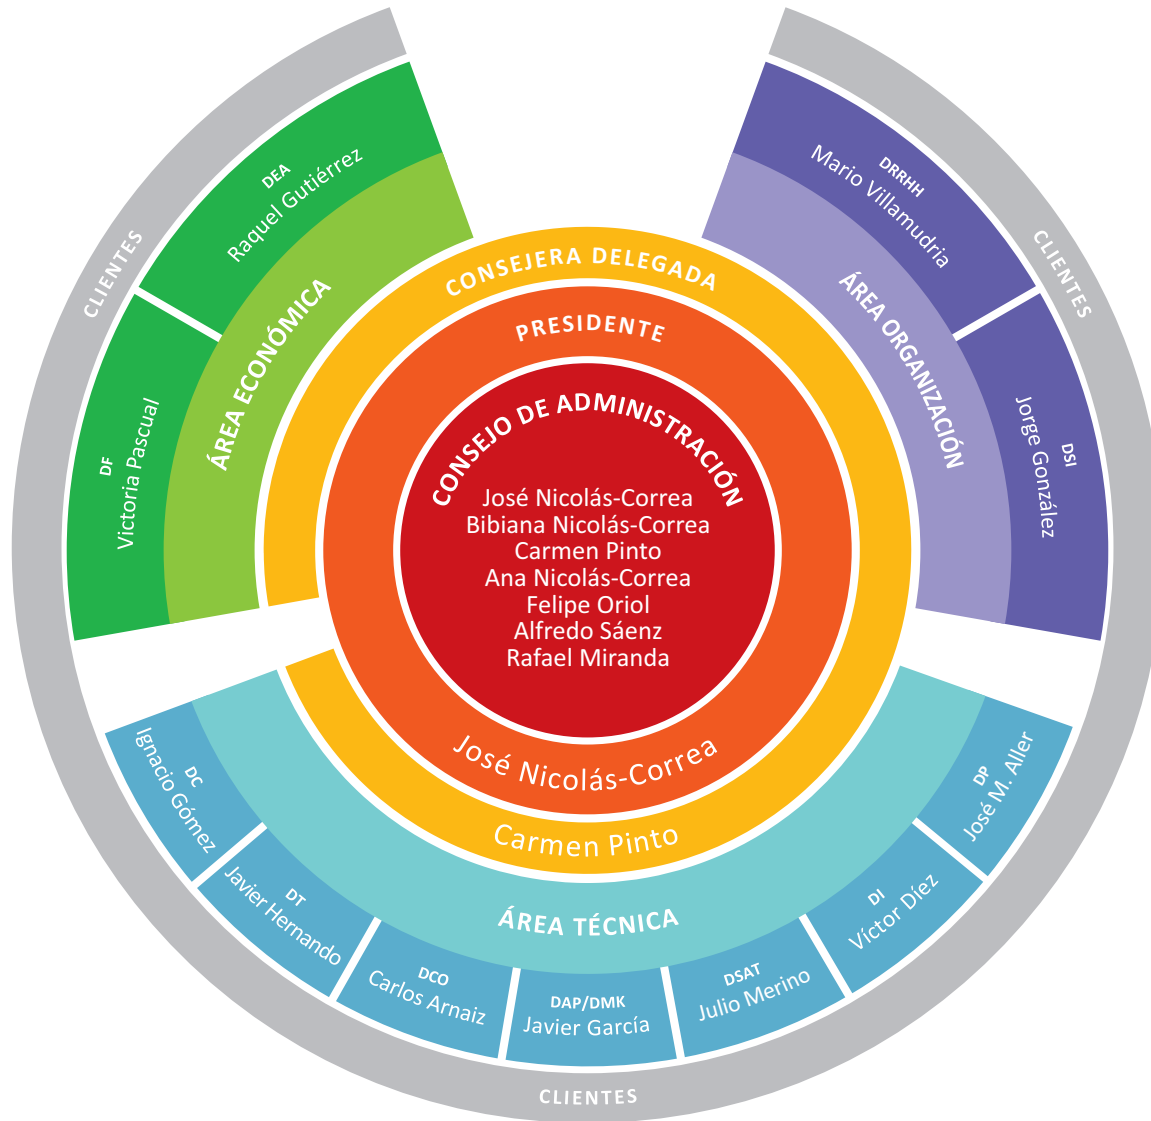 CONSEJO DE ADMINISTRACIÓN
José Nicolás-Correa
Bibiana Nicolás-Correa
Carmen Pinto
Ana Nicolás-Correa
Felipe Oriol
Alfredo Sáenz
Rafael Miranda
PRESIDENTE
José Nicolás-Correa
CONSEJERA DELEGADA
Carmen Pinto
ÁREA ECONÓMICA
DEA
Raquel Gutiérrez
DF
Victoria Pascual
ÁREA ORGANIZACIÓN
DRRHH
Mario Villamudria
DSI
Jorge González
ÁREA TÉCNICA
DC
Ignacio Gómez
DT
Javier Hernando
DCO
Carlos Arnaiz
DAP/DMK
Javier García
DSAT
Julio Merino
DI
Víctor Díez
DP
José M. Aller
CLIENTES
CLIENTES
CLIENTES